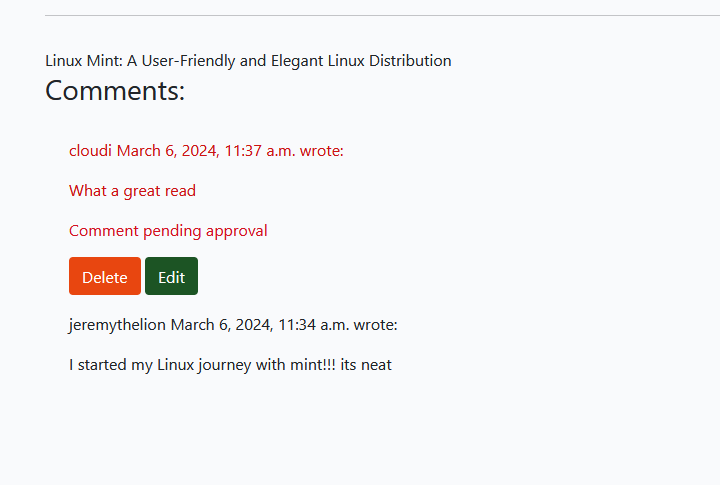 Linux Mint: A User-Friendly and Elegant Linux Distribution
Comments:
cloudi March 6, 2024, 11:37 a.m. wrote:
What a great read
Comment pending approval
Delete Edit
jeremythelion March 6, 2024, 11:34 a.m. wrote:
I started my Linux journey with mint!!! its neat